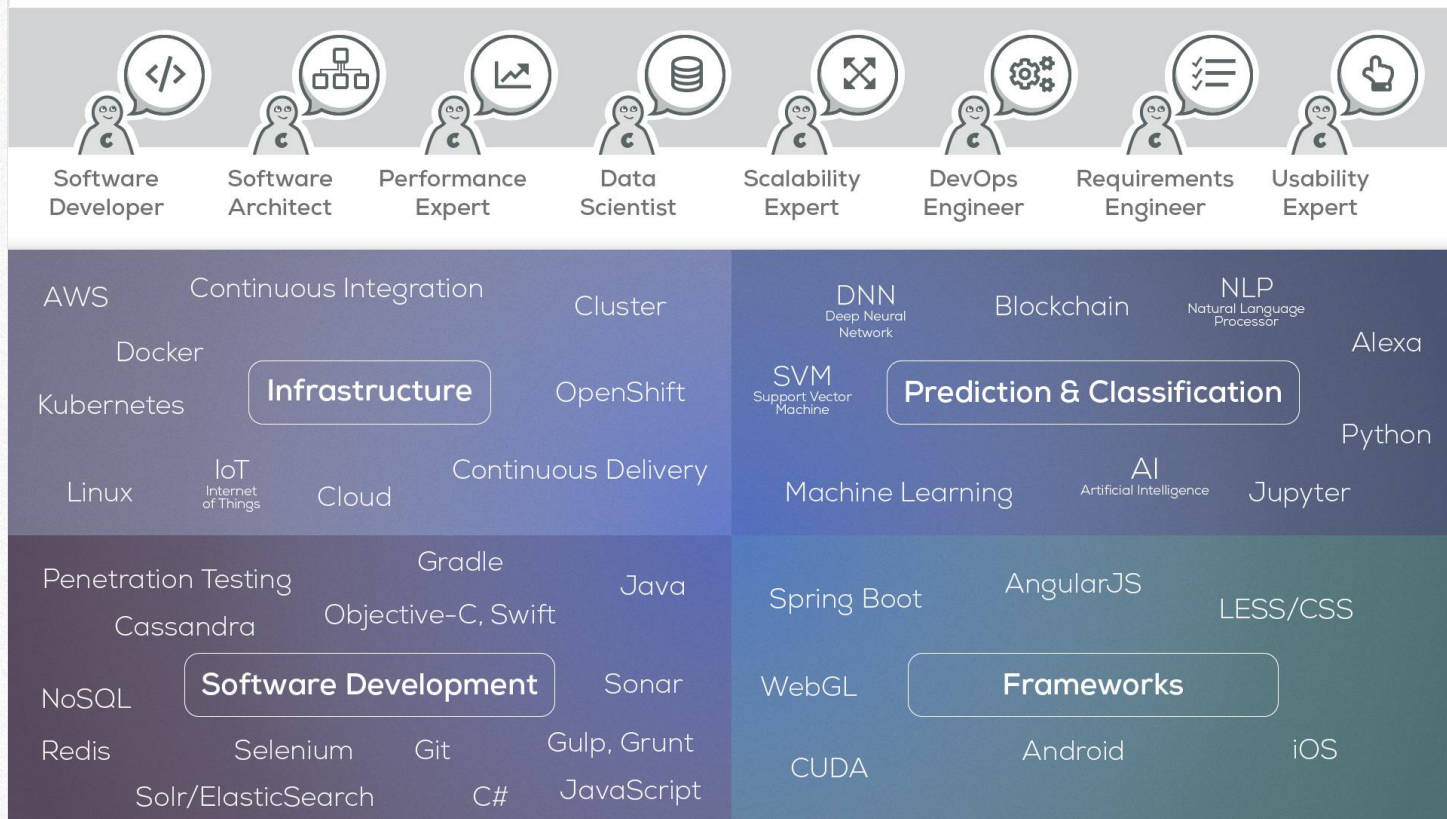 </>
C C C C C C C C
Software Developer
Software Architect
Performance Expert
Data Scientist
Scalability Expert
DevOps Engineer
Requirements Engineer
Usability Expert
AWS
Continuous Integration
Cluster
Docker
Infrastructure
Kubernetes
OpenShift
Linux
IoT
Internet
of Things
Cloud
Continuous Delivery
DNN
Deep Neural
Network
Blockchain
NLP
Natural Language
Processor
Alexa
SVM
Support Vector
Machine
Prediction & Classification
Python
Machine Learning
AI
Artificial Intelligence
Jupyter
Penetration Testing
Gradle
Java
Cassandra
Objective-C, Swift
Software Development
NoSQL
Sonar
Redis
Selenium
Git
Gulp, Grunt
Solr/ElasticSearch
C#
JavaScript
Spring Boot
AngularJS
LESS/CSS
WebGL
Frameworks
CUDA
Android
iOS